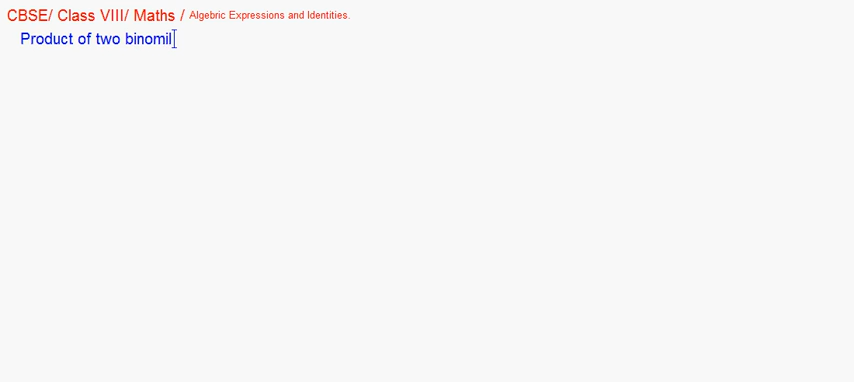 CBSE/ Class VIII/ Maths / Algebric Expressions and Identities.
Product of two binomil